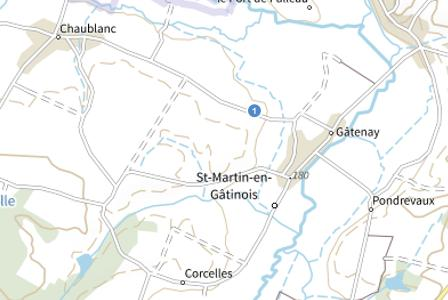 le Port de Palleau
Chaublanc
1
Gâtenay
St-Martin-en-
Gâtinois
180
lle
Pondrevaux
Corcelles